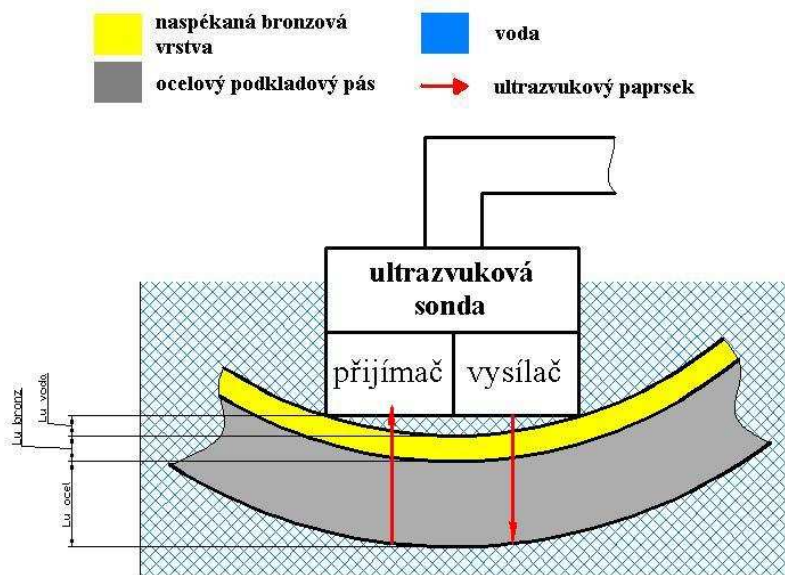 naspékaná bronzová
vrstva
voda
ocelový podkladový pás
ultrazvukový paprsek
ultrazvuková
sonda
přijímač
vysílač
Lu voda
Lu bronz
Lu ocel